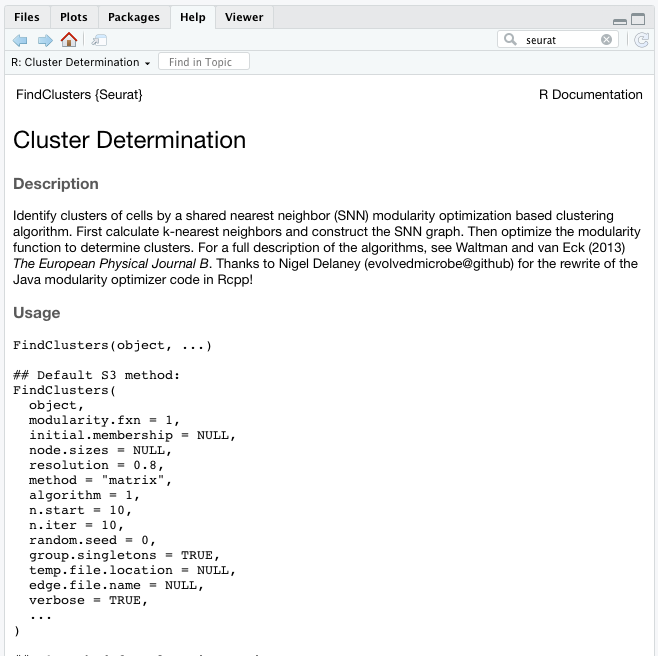 Files Plots Packages Help Viewer
seurat
R: Cluster Determination Find in Topic
FindClusters {Seurat} R Documentation
Cluster Determination
Description
Identify clusters of cells by a shared nearest neighbor (SNN) modularity optimization based clustering
algorithm. First calculate k-nearest neighbors and construct the SNN graph. Then optimize the modularity
function to determine clusters. For a full description of the algorithms, see Waltman and van Eck (2013)
The European Physical Journal B. Thanks to Nigel Delaney (evolvedmicrobe@github) for the rewrite of the
Java modularity optimizer code in Rcpp!
Usage
FindClusters(object, ...)
## Default S3 method:
FindClusters(
  object,
  modularity.fxn = 1,
  initial.membership = NULL,
  node.sizes = NULL,
  resolution = 0.8,
  method = "matrix",
  algorithm = 1,
  n.start = 10,
  n.iter = 10,
  random.seed = 0,
  group.singletons = TRUE,
  temp.file.location = NULL,
  edge.file.name = NULL,
  verbose = TRUE,
  ...
)